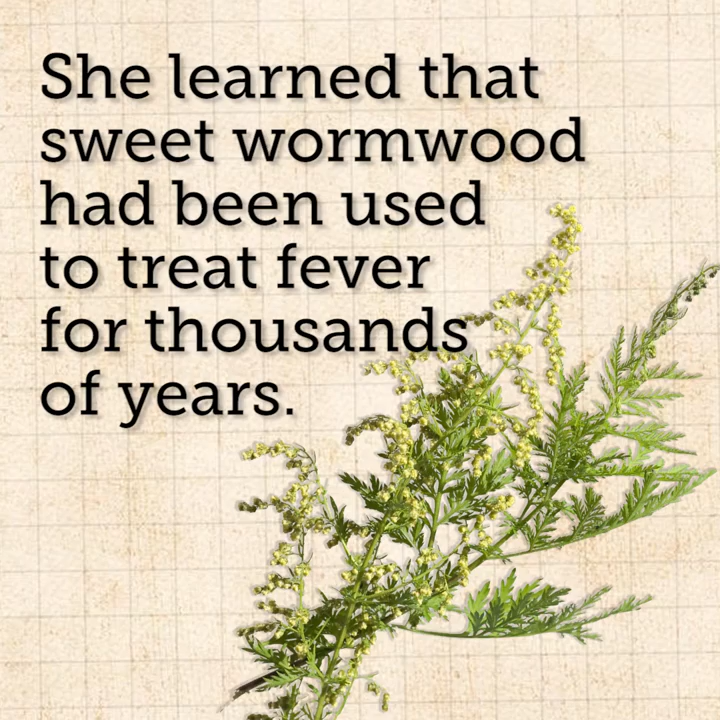 She learned that
sweet wormwood
had been used
to treat fever
for thousands
of years.